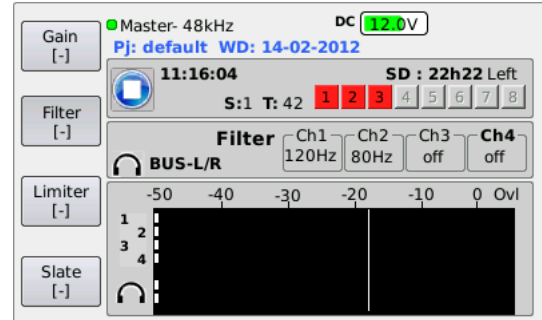 Gain
[-]
Filter
[-]
Limiter
[-]
Slate
[-]
Master- 48kHz DC 12.0V
Pj: default WD: 14-02-2012
11:16:04 SD : 22h22 Left
S:1 T: 42 1 2 3 4 5 6 7 8
Filter Ch1 Ch2 Ch3 Ch4
BUS-L/R 120Hz 80Hz off off
-50 -40 -30 -20 -10 0 Ovl
1
2
3
4